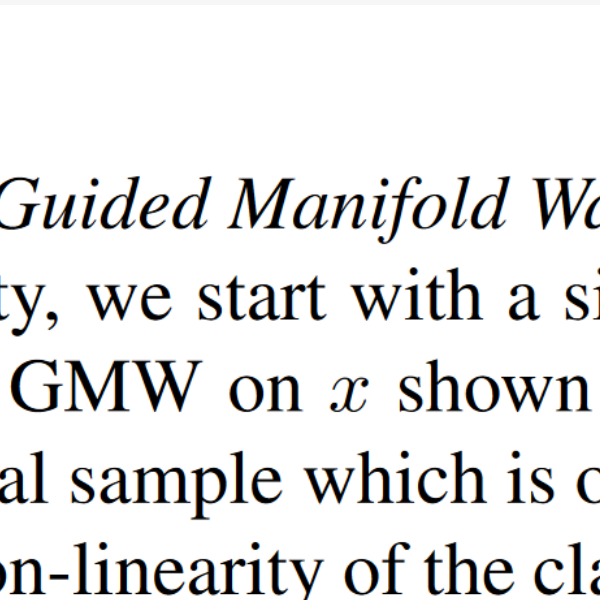 Guided Manifold Wa
ty, we start with a si
GMW on x shown
al sample which is o
on-linearity of the cla